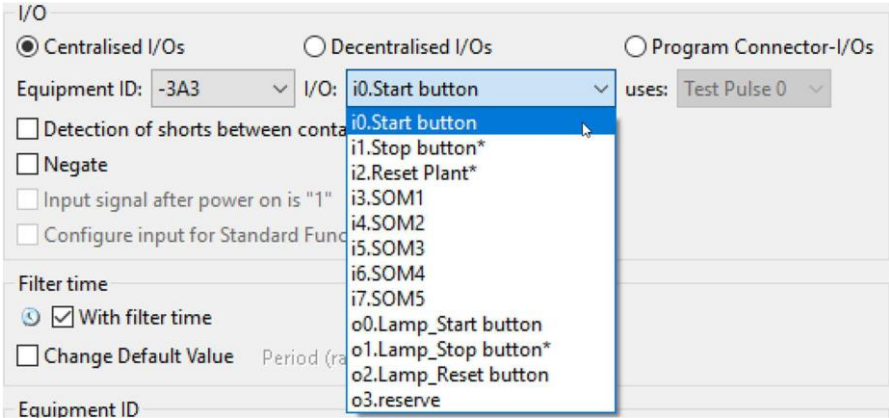 I/O
Centralised I/Os Decentralised I/Os Program Connector-I/Os
Equipment ID: -3A3 I/O: i0.Start button uses: Test Pulse 0
i0.Start button
Detection of shorts between conta
i1.Stop button*
Negate
i2.Reset Plant*
Input signal after power on is "1"
i3.SOM1
i4.SOM2
Configure input for Standard Func
i5.SOM3
i6.SOM4
Filter time
i7.SOM5
With filter time
o0.Lamp_Start button
o1.Lamp_Stop button*
Change Default Value Period (ra
o2.Lamp_Reset button
o3.reserve
Equipment ID